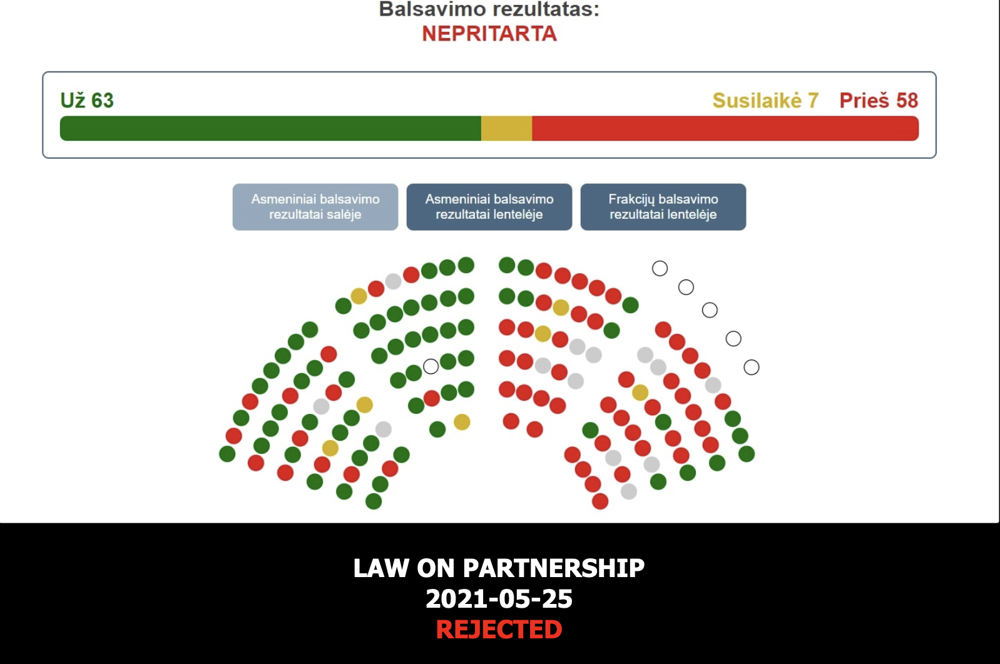 Balsavimo rezultatas:
NEPRITARTA
Už 63
Susilaikė 7
Prieš 58
Asmeniniai balsavimo
rezultatai salėje
Asmeniniai balsavimo
rezultatai lentelėje
Frakcijų balsavimo
rezultatai lentelėje
LAW ON PARTNERSHIP
2021-05-25
REJECTED